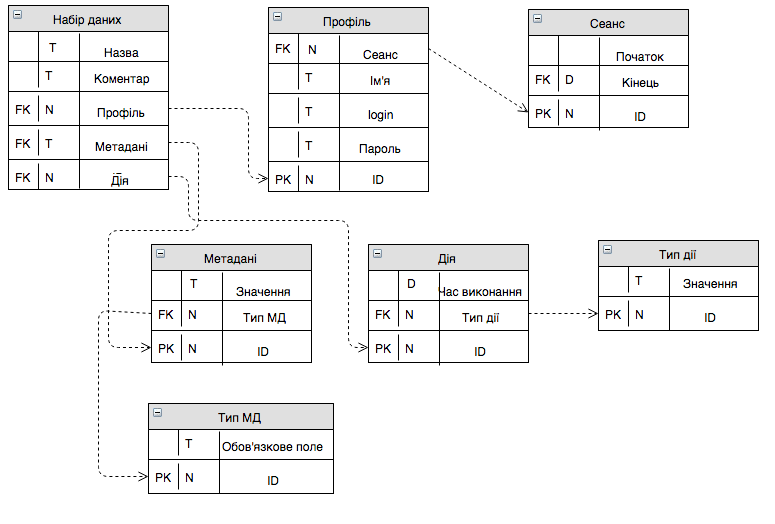 Набір даних
T Назва
T Коментар
FK N Профіль
FK T Метадані
FK N Дія
Профіль
FK N Сеанс
T Ім'я
T login
T Пароль
PK N ID
Сеанс
Початок
FK D Кінець
PK N ID
Метадані
T Значення
FK N Тип МД
PK N ID
Дія
D Час виконання
FK N Тип дії
PK N ID
Тип дії
T Значення
PK N ID
Тип МД
T Обов'язкове поле
PK N ID